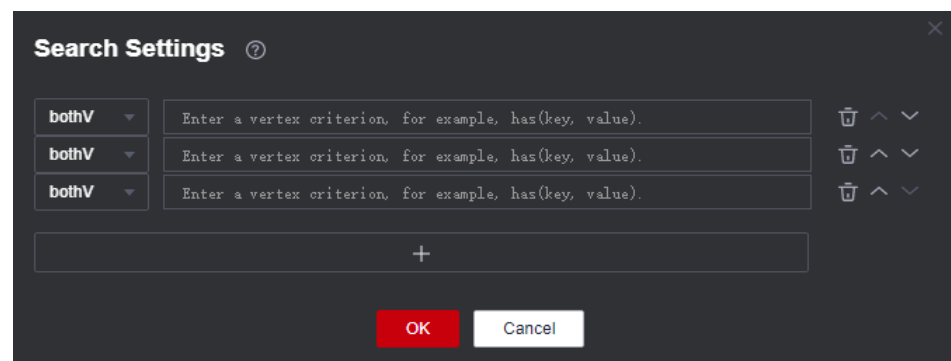 Search Settings ?
bothV Enter a vertex criterion, for example, has(key, value).
bothV Enter a vertex criterion, for example, has(key, value).
bothV Enter a vertex criterion, for example, has(key, value).
+
OK Cancel